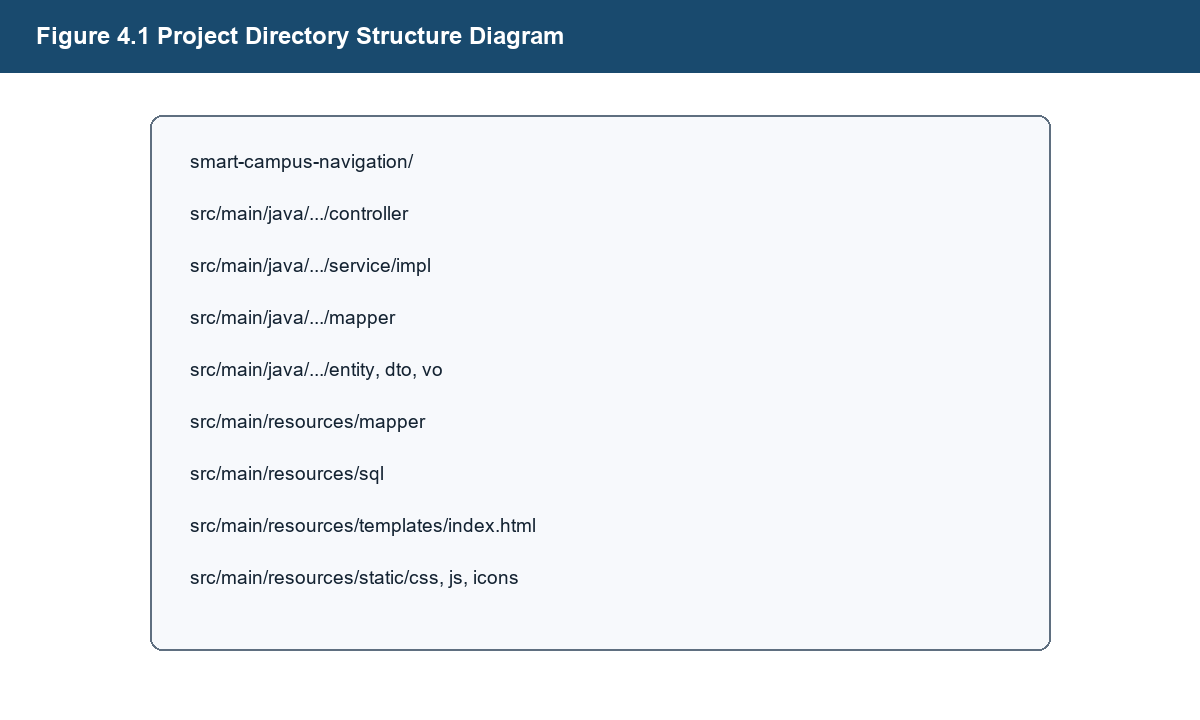 Figure 4.1 Project Directory Structure Diagram
smart-campus-navigation/
src/main/java/.../controller
src/main/java/.../service/impl
src/main/java/.../mapper
src/main/java/.../entity, dto, vo
src/main/resources/mapper
src/main/resources/sql
src/main/resources/templates/index.html
src/main/resources/static/css, js, icons